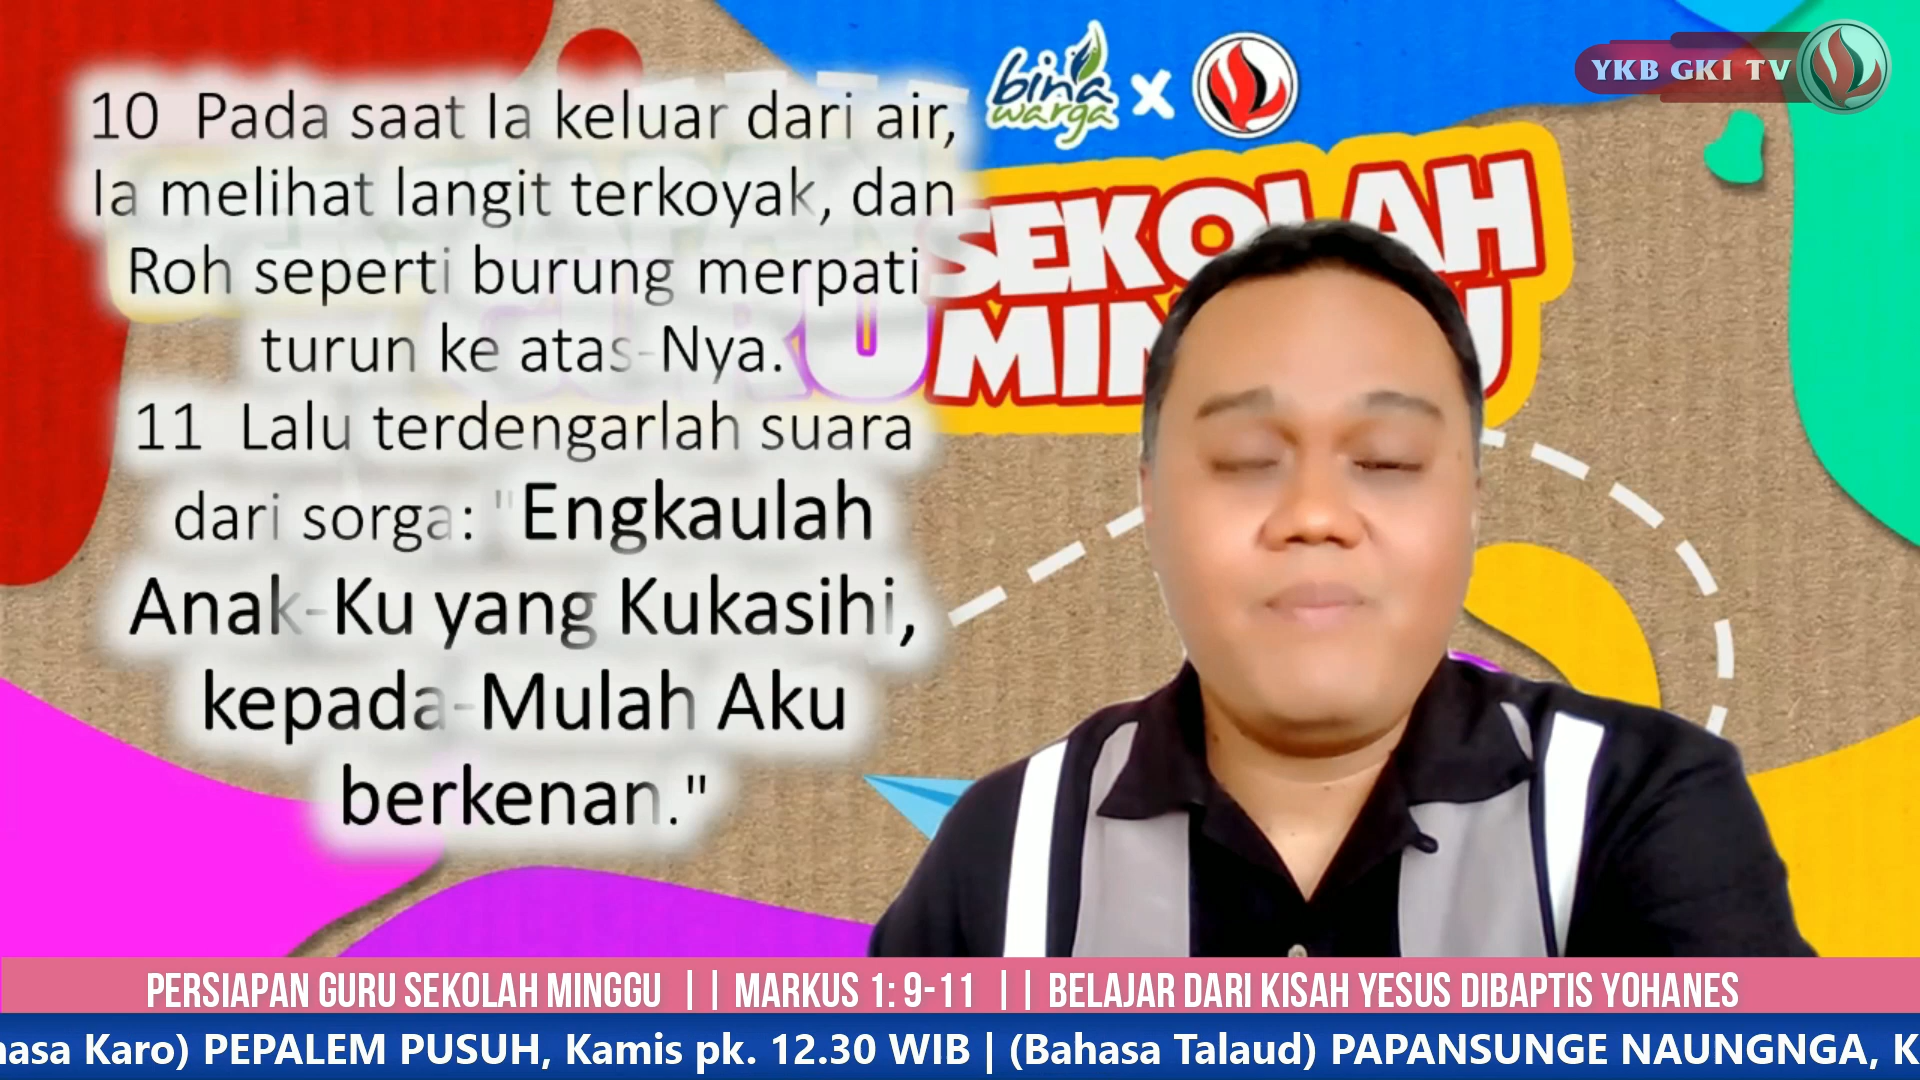 10 Pada saat Ia keluar dari air,
Ia melihat langit terkoyak, dan
Roh seperti burung merpati
turun ke atas-Nya.
11 Lalu terdengarlah suara
dari sorga: "Engkaulah
Anak-Ku yang Kukasihi,
kepada-Mulah Aku
berkenan."
bina
warga
x
YKB GKI TV
SEKOLAH
GURU
PERSIAPAN GURU SEKOLAH MINGGU || MARKUS 1: 9-11 || BELAJAR DARI KISAH YESUS DIBAPTIS YOHANES
Karo) PEPALEM PUSUH, Kamis pk. 12.30 WIB | (Bahasa Talaud) PAPANSUNGE NAUNGNGA, K